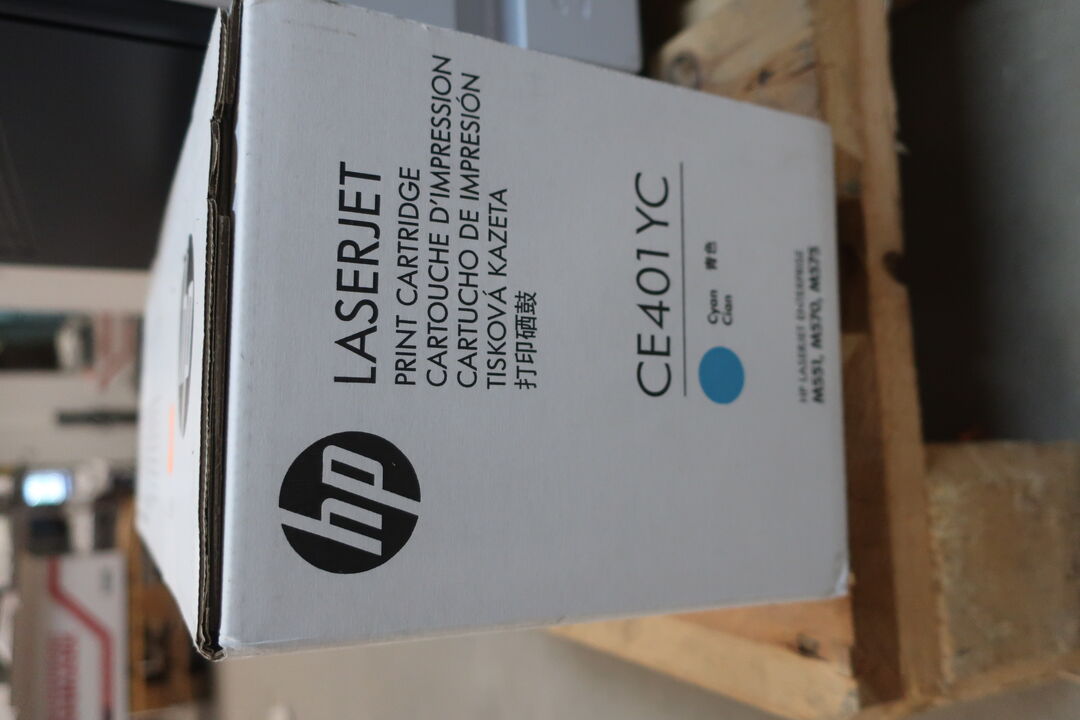 hp
LASERJET
PRINT CARTRIDGE
CARTOUCHE D'IMPRESSION
CARTUCHO DE IMPRESIÓN
TISKOVÁ KAZETA
打印硒鼓
CE401YC
Cyan 青色
Cian
HP LASERJET ENTERPRISE
M551, M570, M575